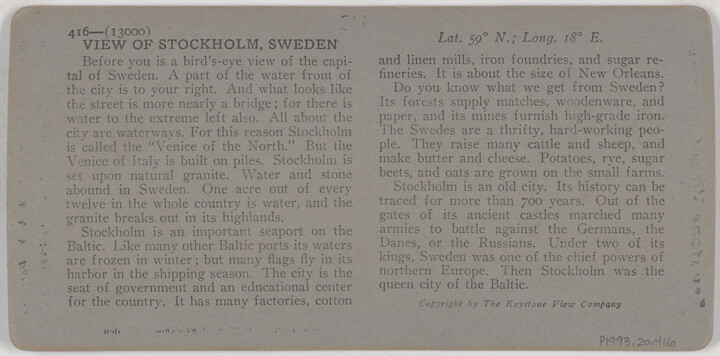 416—(13000)
VIEW OF STOCKHOLM, SWEDEN
Before you is a bird's-eye view of the capi-
tal of Sweden. A part of the water front of
the city is to your right. And what looks like
the street is more nearly a bridge; for there is
water to the extreme left also. All about the
city are waterways. For this reason Stockholm
is called the "Venice of the North." But the
Venice of Italy is built on piles. Stockholm is
set upon natural granite. Water and stone
abound in Sweden. One acre out of every
twelve in the whole country is water, and the
granite breaks out in its highlands.
Stockholm is an important seaport on the
Baltic. Like many other Baltic ports its waters
are frozen in winter; but many flags fly in its
harbor in the shipping season. The city is the
seat of government and an educational center
for the country. It has many factories, cotton
Lat. 59° N.; Long. 18° E.
and linen mills, iron foundries, and sugar re-
fineries. It is about the size of New Orleans.
Do you know what we get from Sweden?
Its forests supply matches, woodenware, and
paper, and its mines furnish high-grade iron.
The Swedes are a thrifty, hard-working peo-
ple. They raise many cattle and sheep, and
make butter and cheese. Potatoes, rye, sugar
beets, and oats are grown on the small farms.
Stockholm is an old city. Its history can be
traced for more than 700 years. Out of the
gates of its ancient castles marched many
armies to battle against the Germans, the
Danes, or the Russians. Under two of its
kings, Sweden was one of the chief powers of
northern Europe. Then Stockholm was the
queen city of the Baltic.
Copyright by The Keystone View Company
P1993.20.416